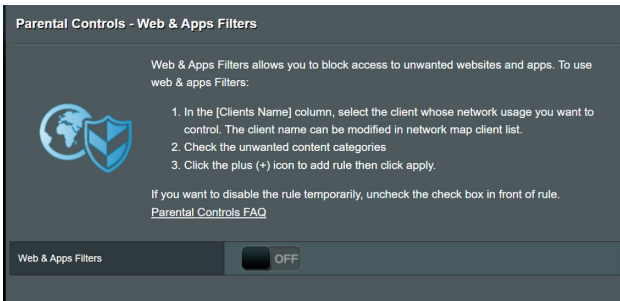 Parental Controls - Web & Apps Filters
Web & Apps Filters allows you to block access to unwanted websites and apps. To use
web & apps Filters:
1. In the [Clients Name] column, select the client whose network usage you want to
control. The client name can be modified in network map client list.
2. Check the unwanted content categories
3. Click the plus (+) icon to add rule then click apply.
If you want to disable the rule temporarily, uncheck the check box in front of rule.
Parental Controls FAQ
Web & Apps Filters
OFF